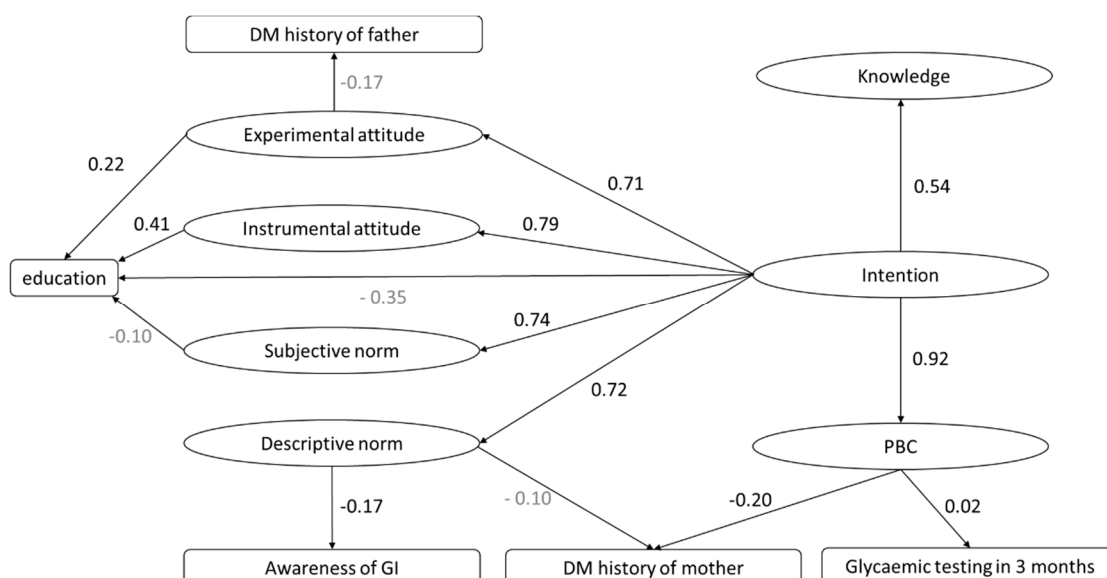 DM history of father
Knowledge
-0.17
Experimental attitude
0.22
0.71
0.54
0.41
Instrumental attitude
0.79
education
Intention
- 0.35
-0.10
0.74
Subjective norm
0.92
0.72
Descriptive norm
PBC
-0.17
- 0.10
-0.20
0.02
Awareness of GI
DM history of mother
Glycaemic testing in 3 months